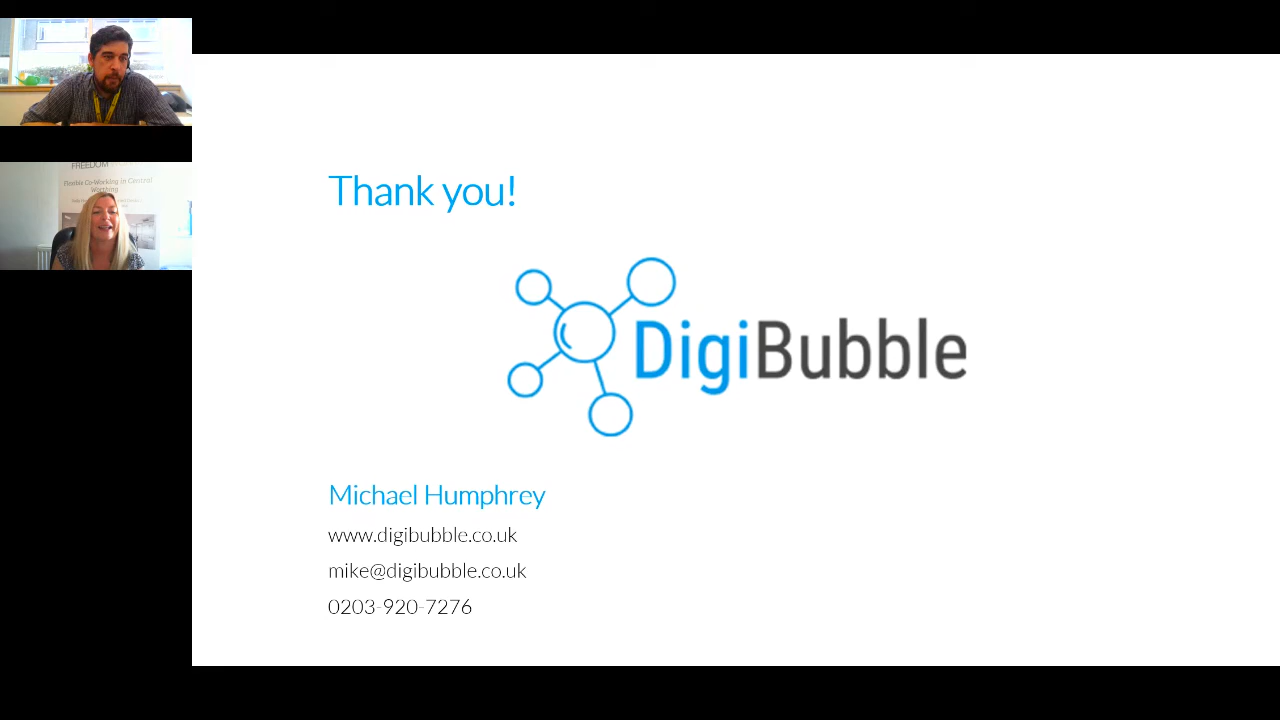 FREEDOM
Flexible Co-Working in Central
Worthing
Thank you!
DigiBubble
Michael Humphrey
www.digibubble.co.uk
mike@digibubble.co.uk
0203-920-7276